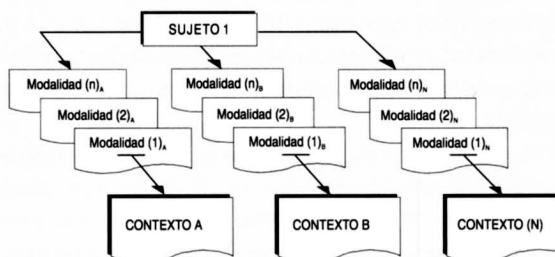 SUJETO 1
Modalidad (n)A Modalidad (n)B Modalidad (n)N
Modalidad (2)A Modalidad (2)B Modalidad (2)N
Modalidad (1)A Modalidad (1)B Modalidad (1)N
CONTEXTO A CONTEXTO B CONTEXTO (N)